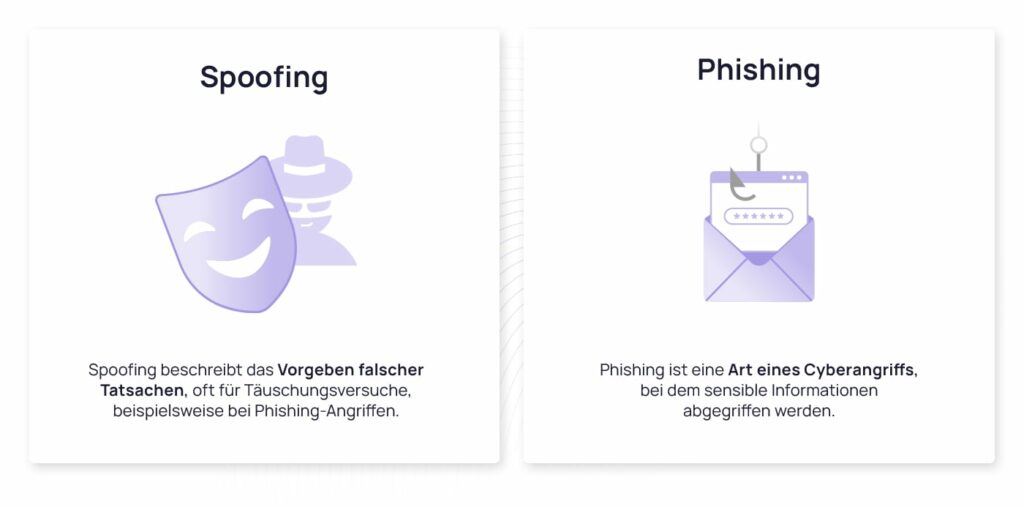 Spoofing
Spoofing beschreibt das Vorgeben falscher
Tatsachen, oft für Täuschungsversuche,
beispielsweise bei Phishing-Angriffen.
Phishing
******
Phishing ist eine Art eines Cyberangriffs,
bei dem sensible Informationen
abgegriffen werden.